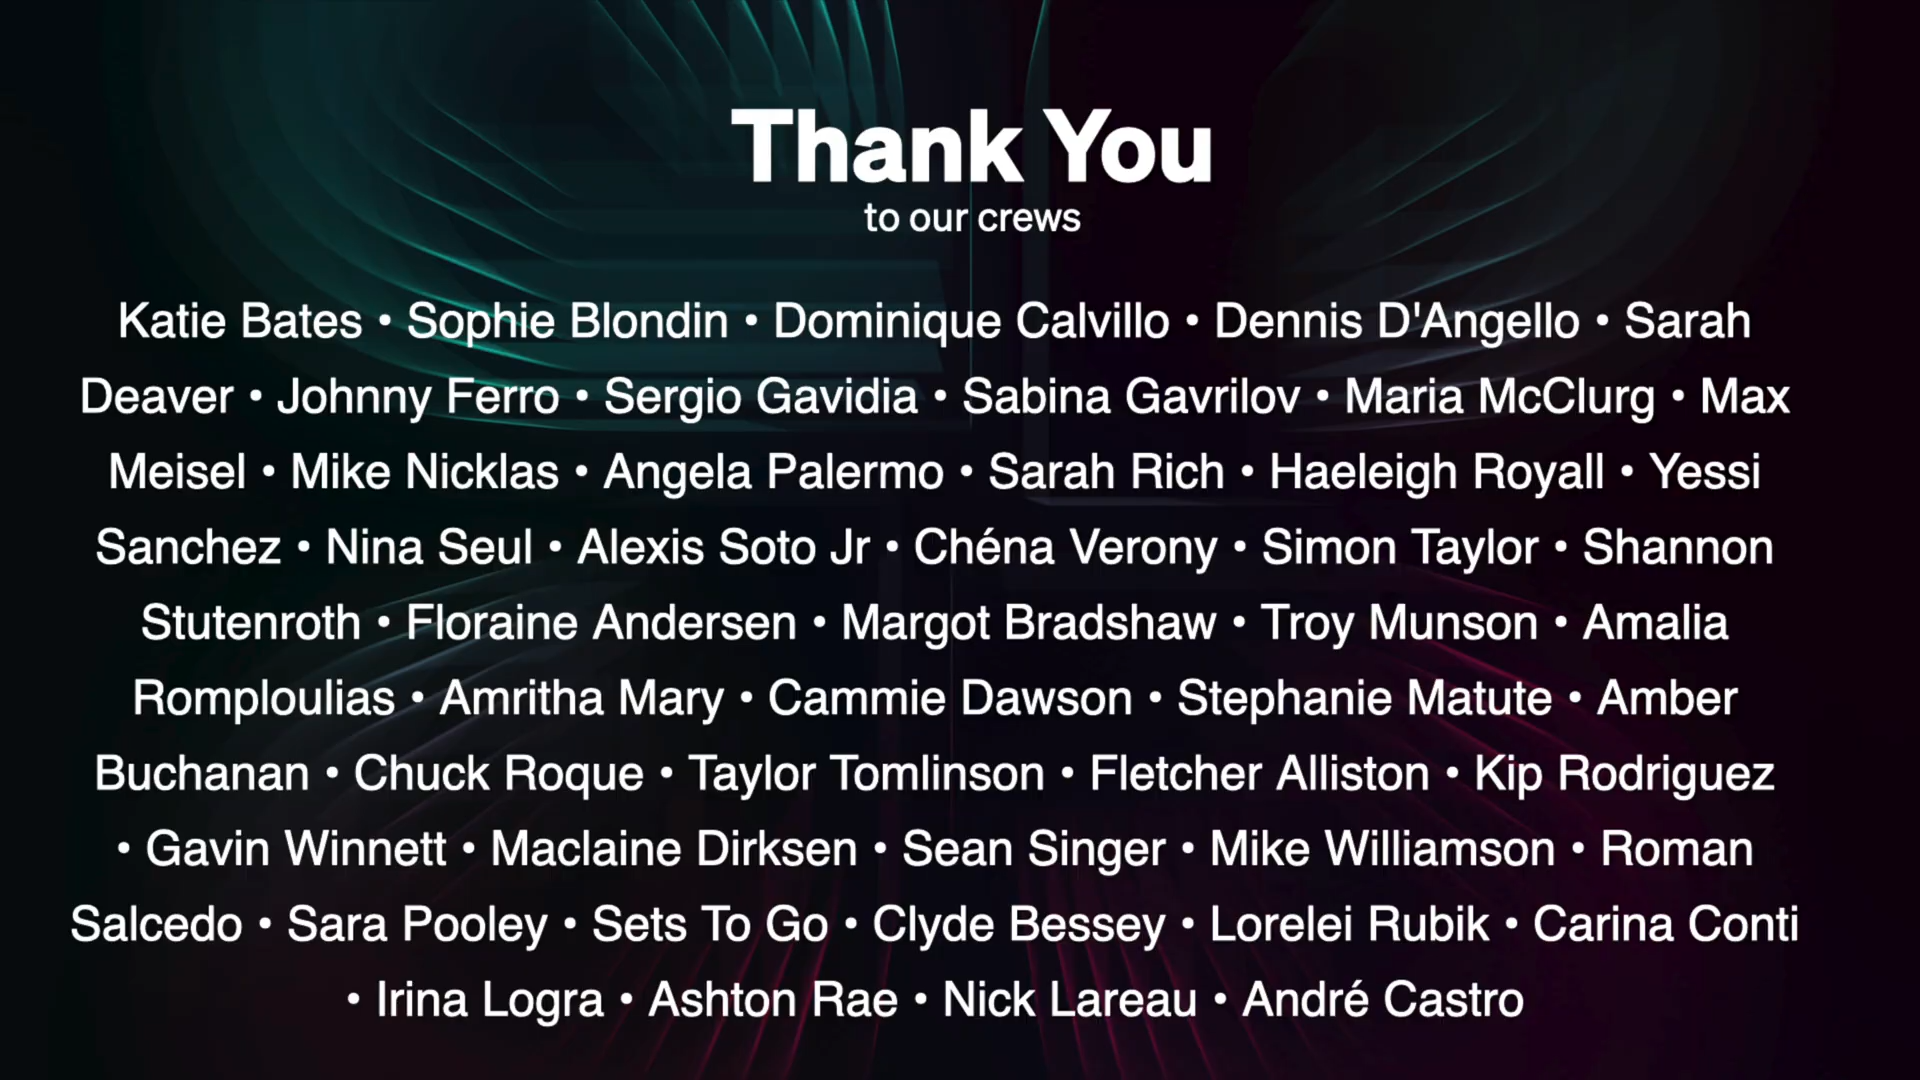 Thank You
to our crews
Katie Bates • Sophie Blondin • Dominique Calvillo • Dennis D'Angello • Sarah
Deaver • Johnny Ferro • Sergio Gavidia • Sabina Gavrilov • Maria McClurg • Max
Meisel • Mike Nicklas • Angela Palermo • Sarah Rich • Haeleigh Royall • Yessi
Sanchez • Nina Seul • Alexis Soto Jr • Chéna Verony • Simon Taylor • Shannon
Stutenroth • Floraine Andersen • Margot Bradshaw • Troy Munson • Amalia
Romploulias • Amritha Mary • Cammie Dawson • Stephanie Matute • Amber
Buchanan • Chuck Roque • Taylor Tomlinson • Fletcher Alliston • Kip Rodriguez
• Gavin Winnett • Maclaine Dirksen • Sean Singer • Mike Williamson • Roman
Salcedo • Sara Pooley • Sets To Go • Clyde Bessey • Lorelei Rubik • Carina Conti
• Irina Logra • Ashton Rae • Nick Lareau • André Castro